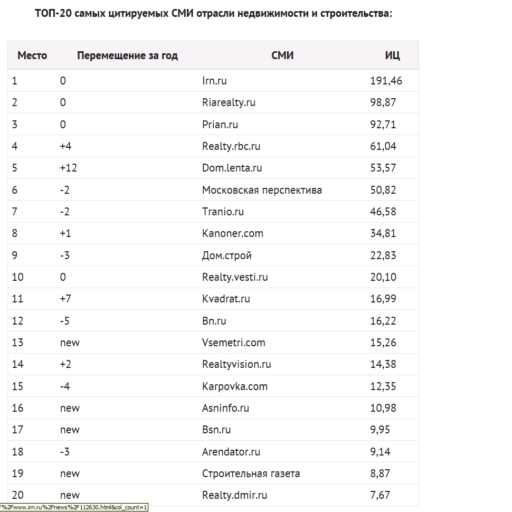 ТОП-20 самых цитируемых СМИ отрасли недвижимости и строительства:
Место Перемещение за год СМИ ИЦ
1 0 Irn.ru 191,46
2 0 Riarealty.ru 98,87
3 0 Prian.ru 92,71
4 +4 Realty.rbc.ru 61,04
5 +12 Dom.lenta.ru 53,57
6 -2 Московская перспектива 50,82
7 -2 Tranio.ru 46,58
8 +1 Kanoner.com 34,81
9 -3 Дом.строй 22,83
10 0 Realty.vesti.ru 20,10
11 +7 Kvadrat.ru 16,99
12 -5 Bn.ru 16,22
13 new Vsemetri.com 15,26
14 +2 Realtyvision.ru 14,38
15 -4 Karpovka.com 12,35
16 new Asninfo.ru 10,98
17 new Bsn.ru 9,95
18 -3 Arendator.ru 9,14
19 new Строительная газета 8,87
20 new Realty.dmir.ru 7,67
%2Fwww.irn.ru%2Fnews%2F112630.html&col_count=1